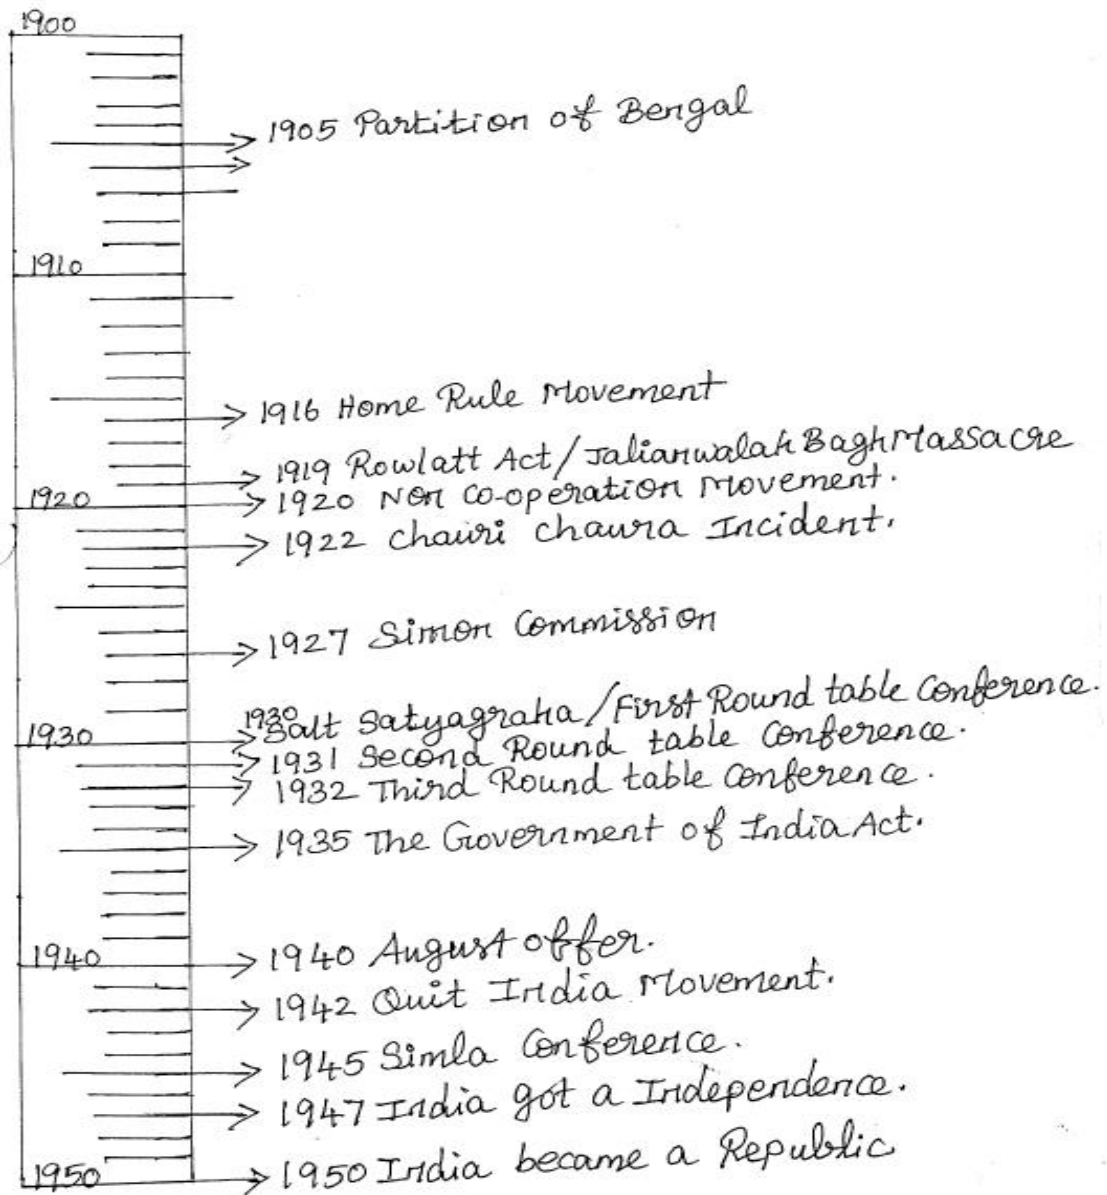 1900
1905 Partition of Bengal
1910
1916 Home Rule Movement
1919 Rowlatt Act/Jalianwalah Bagh Massacre
1920
1920 Non Co-operation Movement.
1922 Chauri Chaura Incident.
1927 Simon Commission
1930
1930 Salt Satyagraha/First Round table Conference.
1931 Second Round table Conference.
1932 Third Round table Conference.
1935 The Government of India Act.
1940
1940 August offer.
1942 Quit India Movement.
1945 Simla Conference.
1947 India got a Independence.
1950
1950 India became a Republic